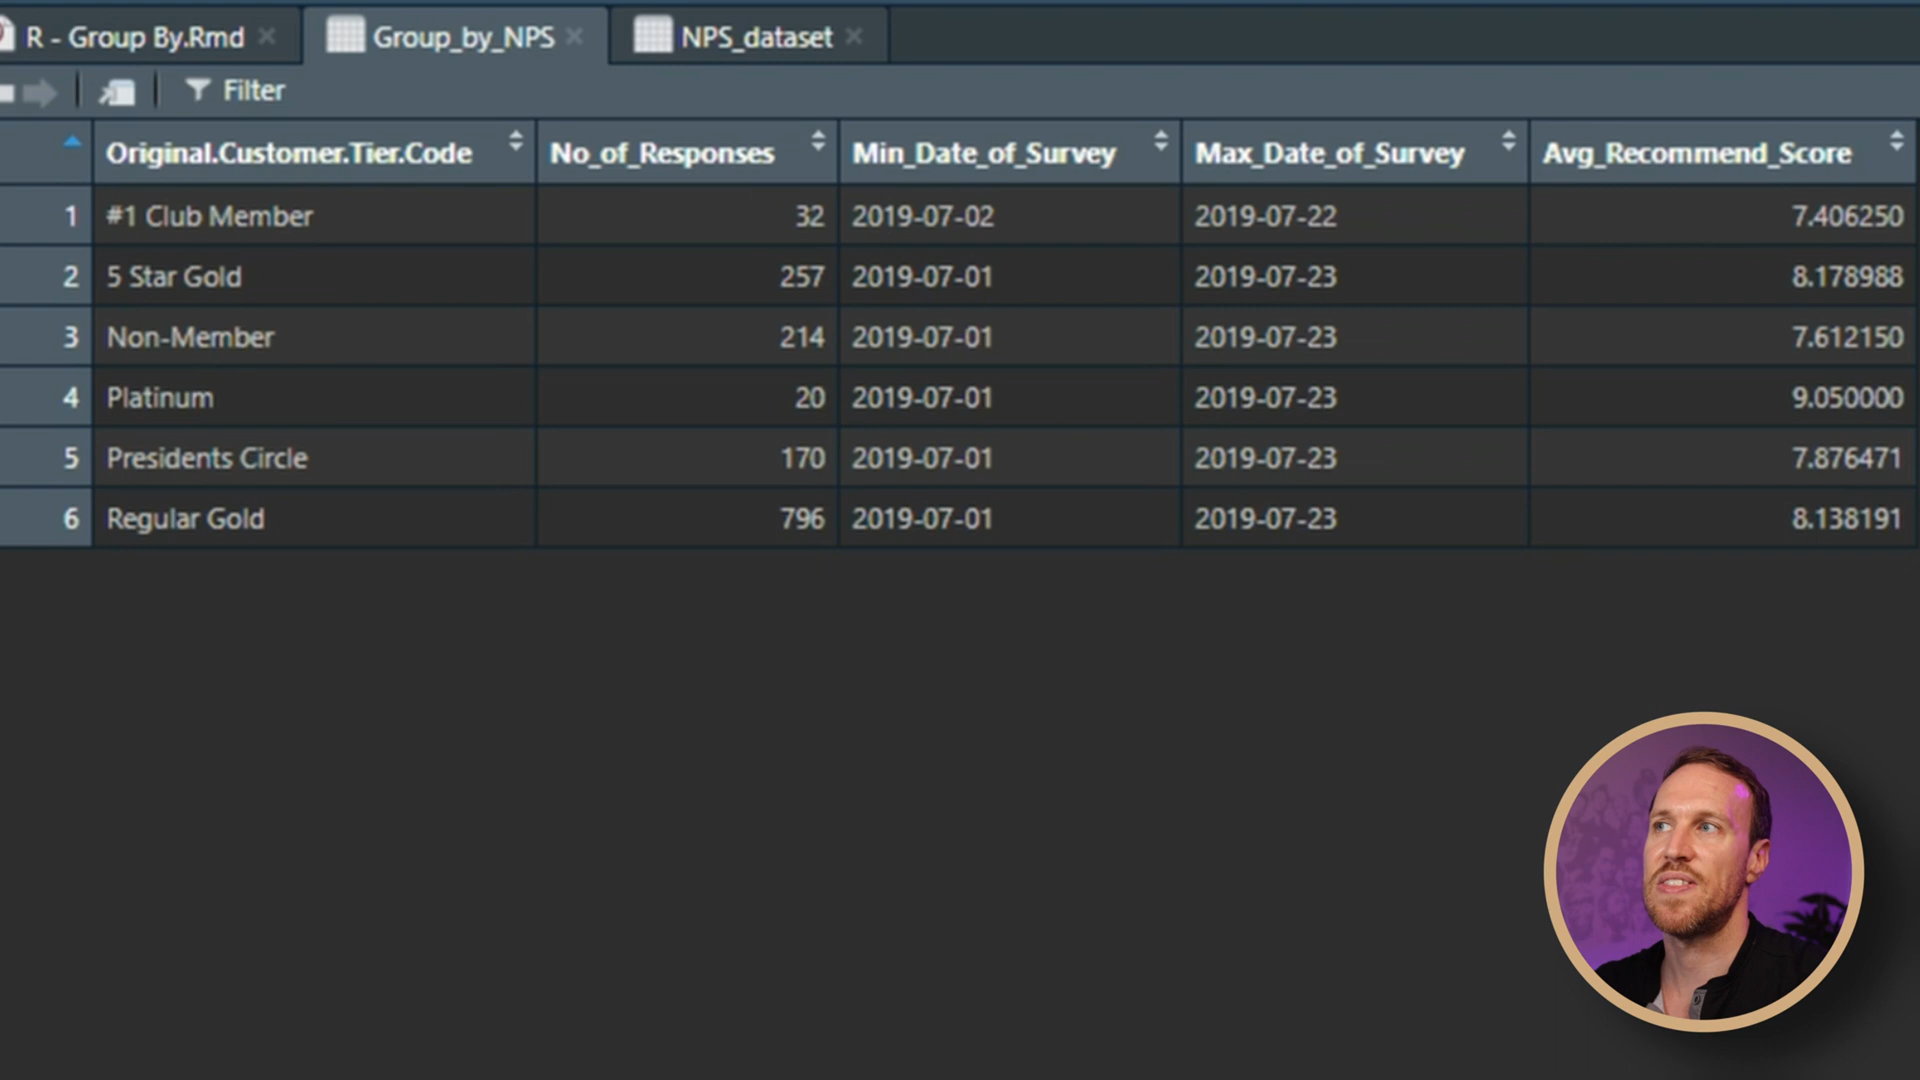 R - Group By.Rmd Group_by_NPS NPS_dataset
Filter
Original.Customer.Tier.Code No_of_Responses Min_Date_of_Survey Max_Date_of_Survey Avg_Recommend_Score
1 #1 Club Member 32 2019-07-02 2019-07-22 7.406250
2 5 Star Gold 257 2019-07-01 2019-07-23 8.178988
3 Non-Member 214 2019-07-01 2019-07-23 7.612150
4 Platinum 20 2019-07-01 2019-07-23 9.050000
5 Presidents Circle 170 2019-07-01 2019-07-23 7.876471
6 Regular Gold 796 2019-07-01 2019-07-23 8.138191